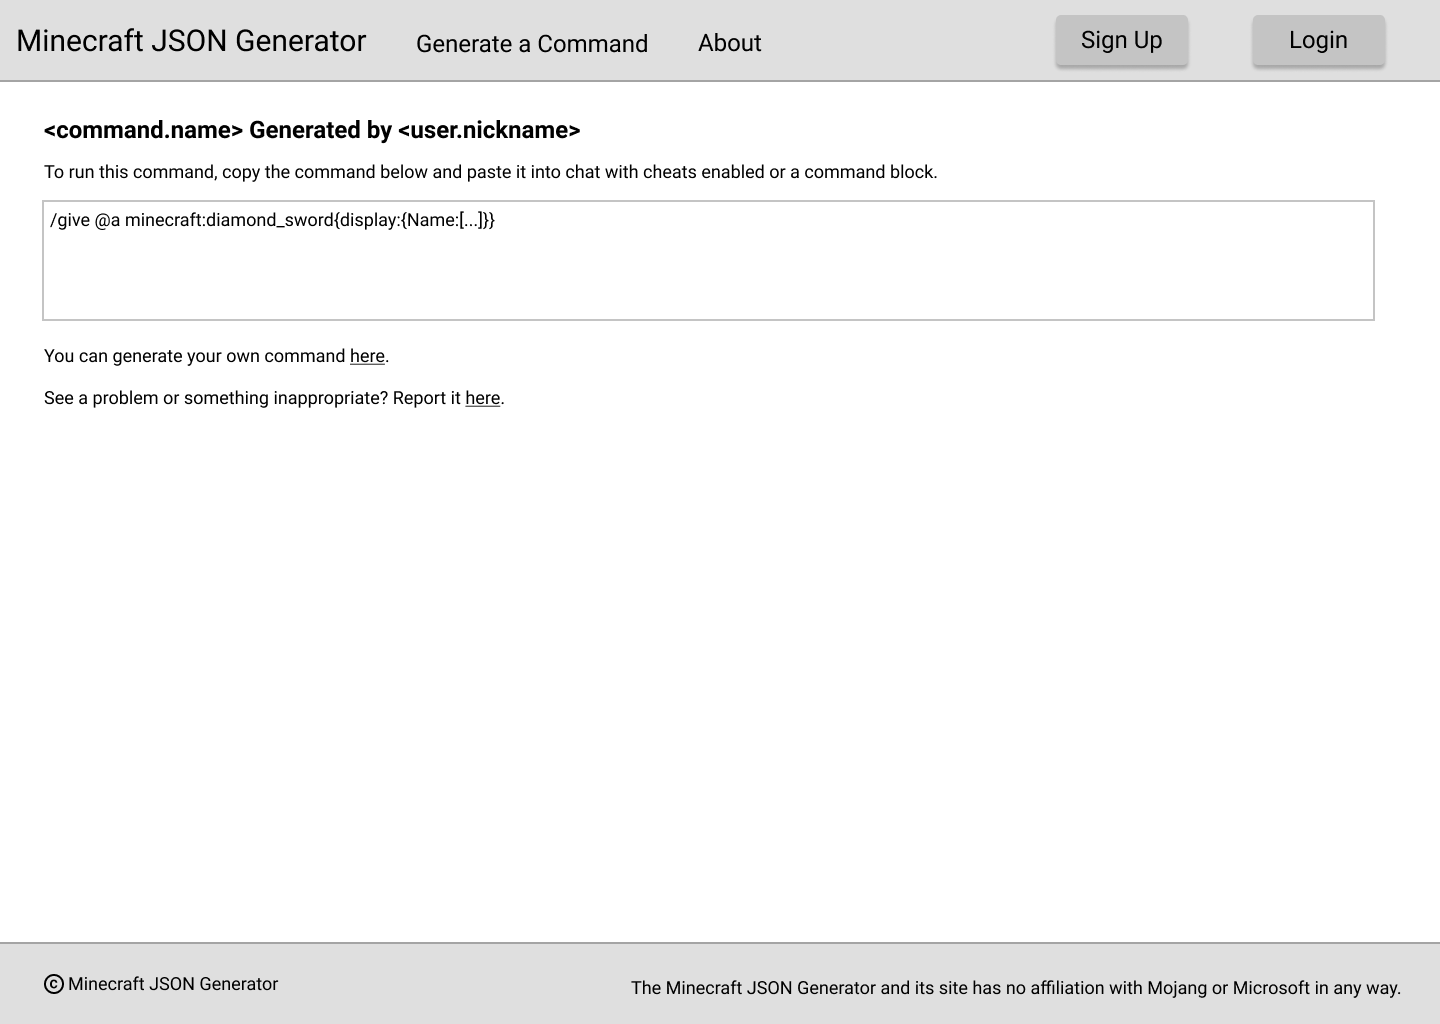 Minecraft JSON Generator
Generate a Command
About
Sign Up
Login
<command.name> Generated by <user.nickname>
To run this command, copy the command below and paste it into chat with cheats enabled or a command block.
/give @a minecraft:diamond_sword{display:{Name:[...]}}
You can generate your own command here.
See a problem or something inappropriate? Report it here.
© Minecraft JSON Generator
The Minecraft JSON Generator and its site has no affiliation with Mojang or Microsoft in any way.